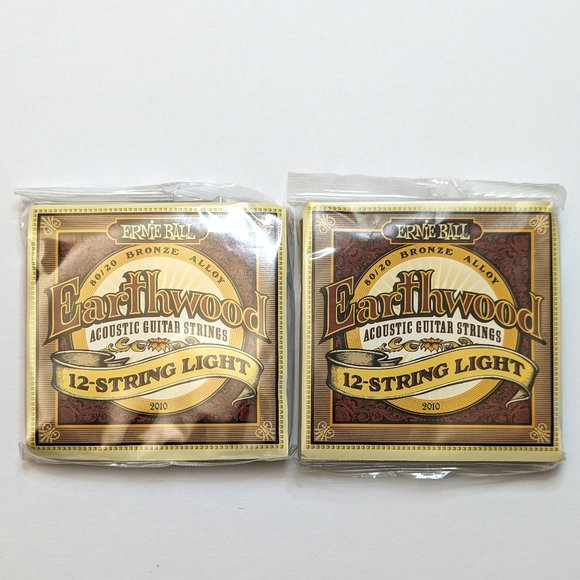 ERNIE BALL
80/20 BRONZE ALLOY
Earthwood
ACOUSTIC GUITAR STRINGS
12-STRING LIGHT
2010
ERNIE BALL
80/20 BRONZE ALLOY
Earthwood
ACOUSTIC GUITAR STRINGS
12-STRING LIGHT
2010